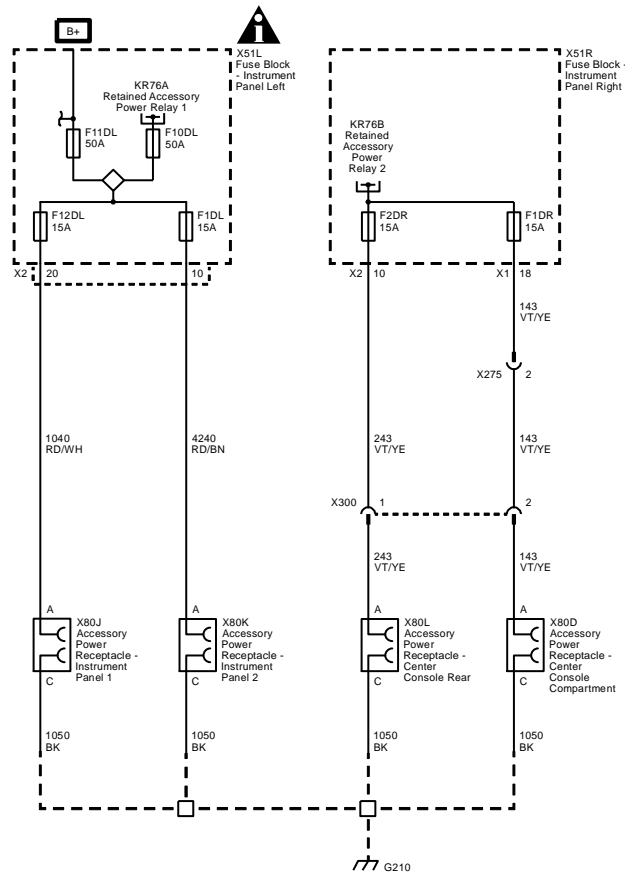 B+
i
X51L
Fuse Block
- Instrument
Panel Left
KR76A
Retained Accessory
Power Relay 1
F11DL
50A
F10DL
50A
F12DL
15A
F1DL
15A
X2
20
10
X51R
Fuse Block -
Instrument
Panel Right
KR76B
Retained
Accessory
Power
Relay 2
F2DR
15A
F1DR
15A
X2
10
X1
18
143
VT/YE
X275
2
1040
RD/WH
4240
RD/BN
243
VT/YE
143
VT/YE
X300
1
2
243
VT/YE
143
VT/YE
A
X80J
Accessory
Power
Receptacle -
Instrument
Panel 1
C
A
X80K
Accessory
Power
Receptacle -
Instrument
Panel 2
C
A
X80L
Accessory
Power
Receptacle -
Center
Console Rear
C
A
X80D
Accessory
Power
Receptacle -
Center
Console
Compartment
C
1050
BK
1050
BK
1050
BK
1050
BK
G210